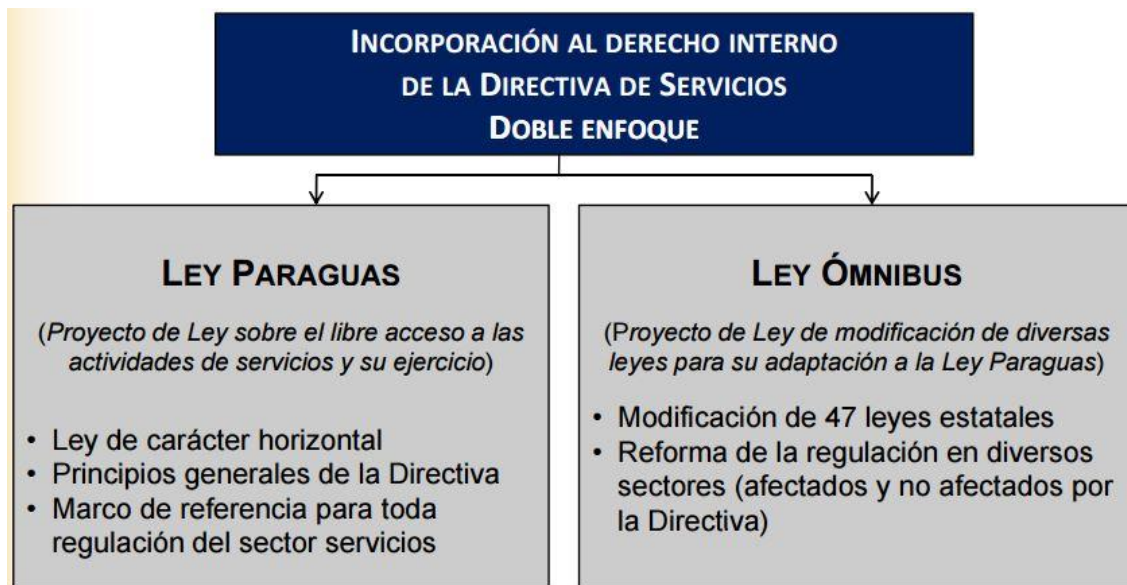 INCORPORACIÓN AL DERECHO INTERNO
DE LA DIRECTIVA DE SERVICIOS
DOBLE ENFOQUE
LEY PARAGUAS
(Proyecto de Ley sobre el libre acceso a las
actividades de servicios y su ejercicio)
• Ley de carácter horizontal
• Principios generales de la Directiva
• Marco de referencia para toda
regulación del sector servicios
LEY ÓMNIBUS
(Proyecto de Ley de modificación de diversas
leyes para su adaptación a la Ley Paraguas)
• Modificación de 47 leyes estatales
• Reforma de la regulación en diversos
sectores (afectados y no afectados por
la Directiva)